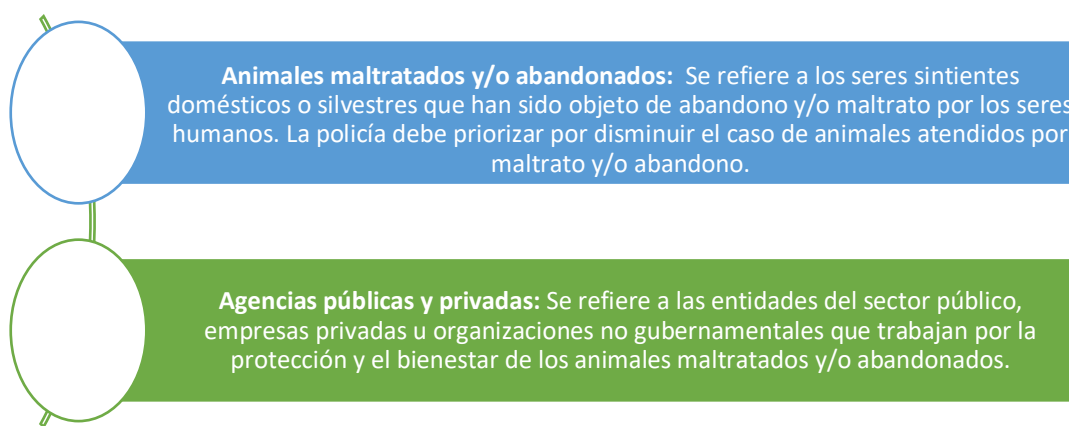 Animales maltratados y/o abandonados: Se refiere a los seres sintientes
domésticos o silvestres que han sido objeto de abandono y/o maltrato por los seres
humanos. La policía debe priorizar por disminuir el caso de animales atendidos por
maltrato y/o abandono.
Agencias públicas y privadas: Se refiere a las entidades del sector público,
empresas privadas u organizaciones no gubernamentales que trabajan por la
protección y el bienestar de los animales maltratados y/o abandonados.